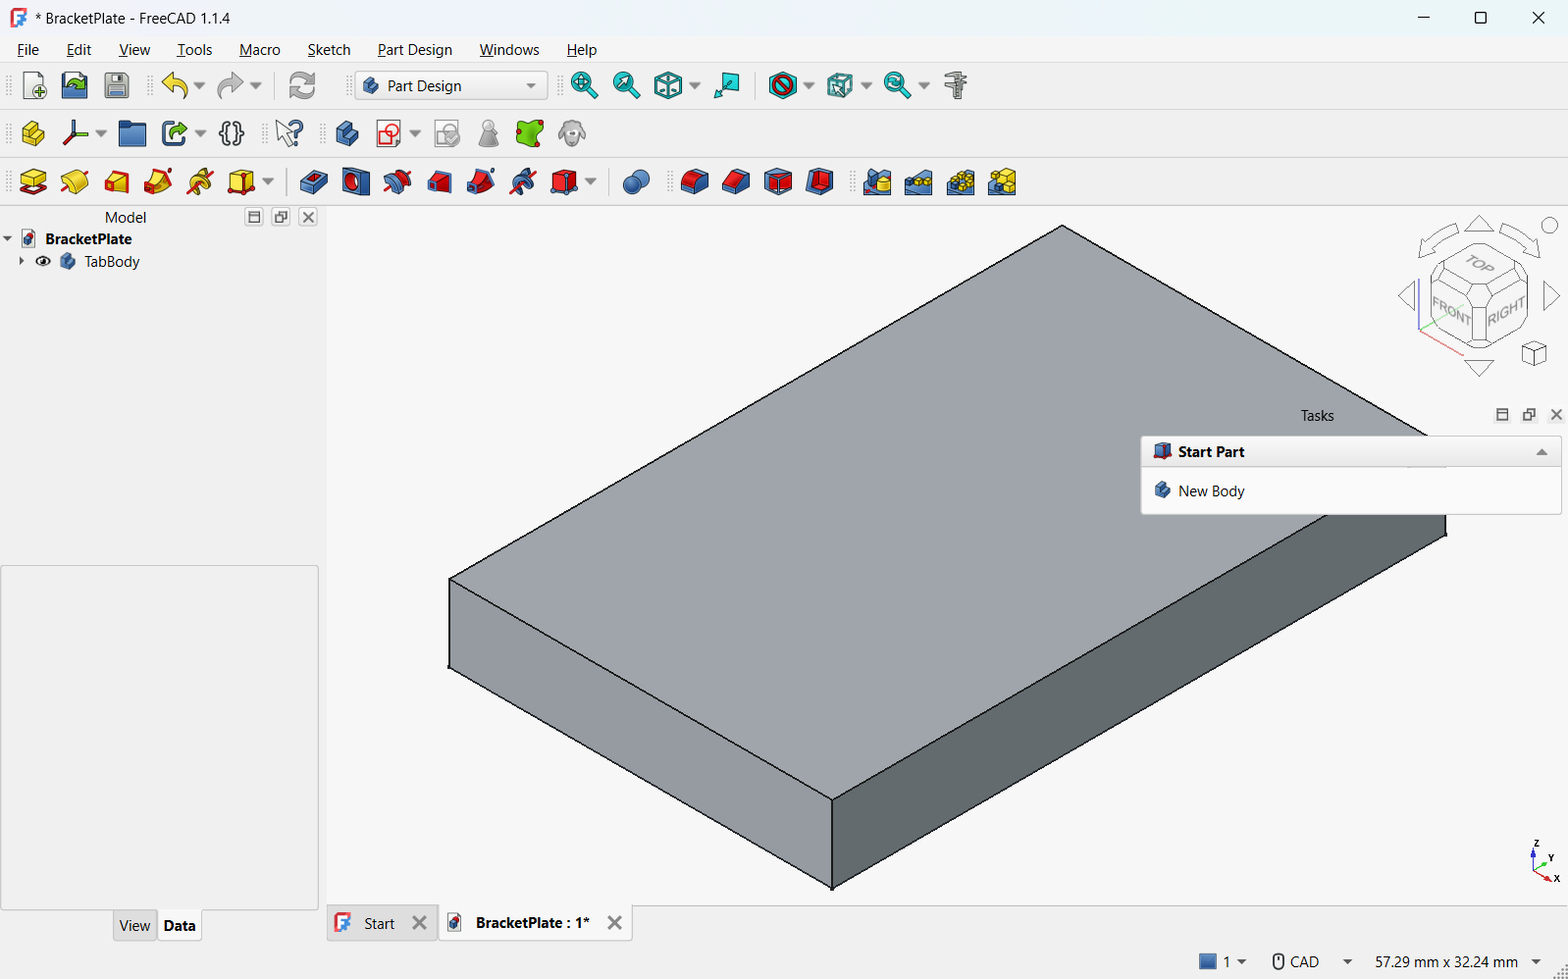 * BracketPlate - FreeCAD 1.1.4
File Edit View Tools Macro Sketch Part Design Windows Help
Part Design
Model
BracketPlate
TabBody
TOP
FRONT RIGHT
Tasks
Start Part
New Body
Z
Y
X
View Data
Start BracketPlate : 1*
1 CAD 57.29 mm x 32.24 mm